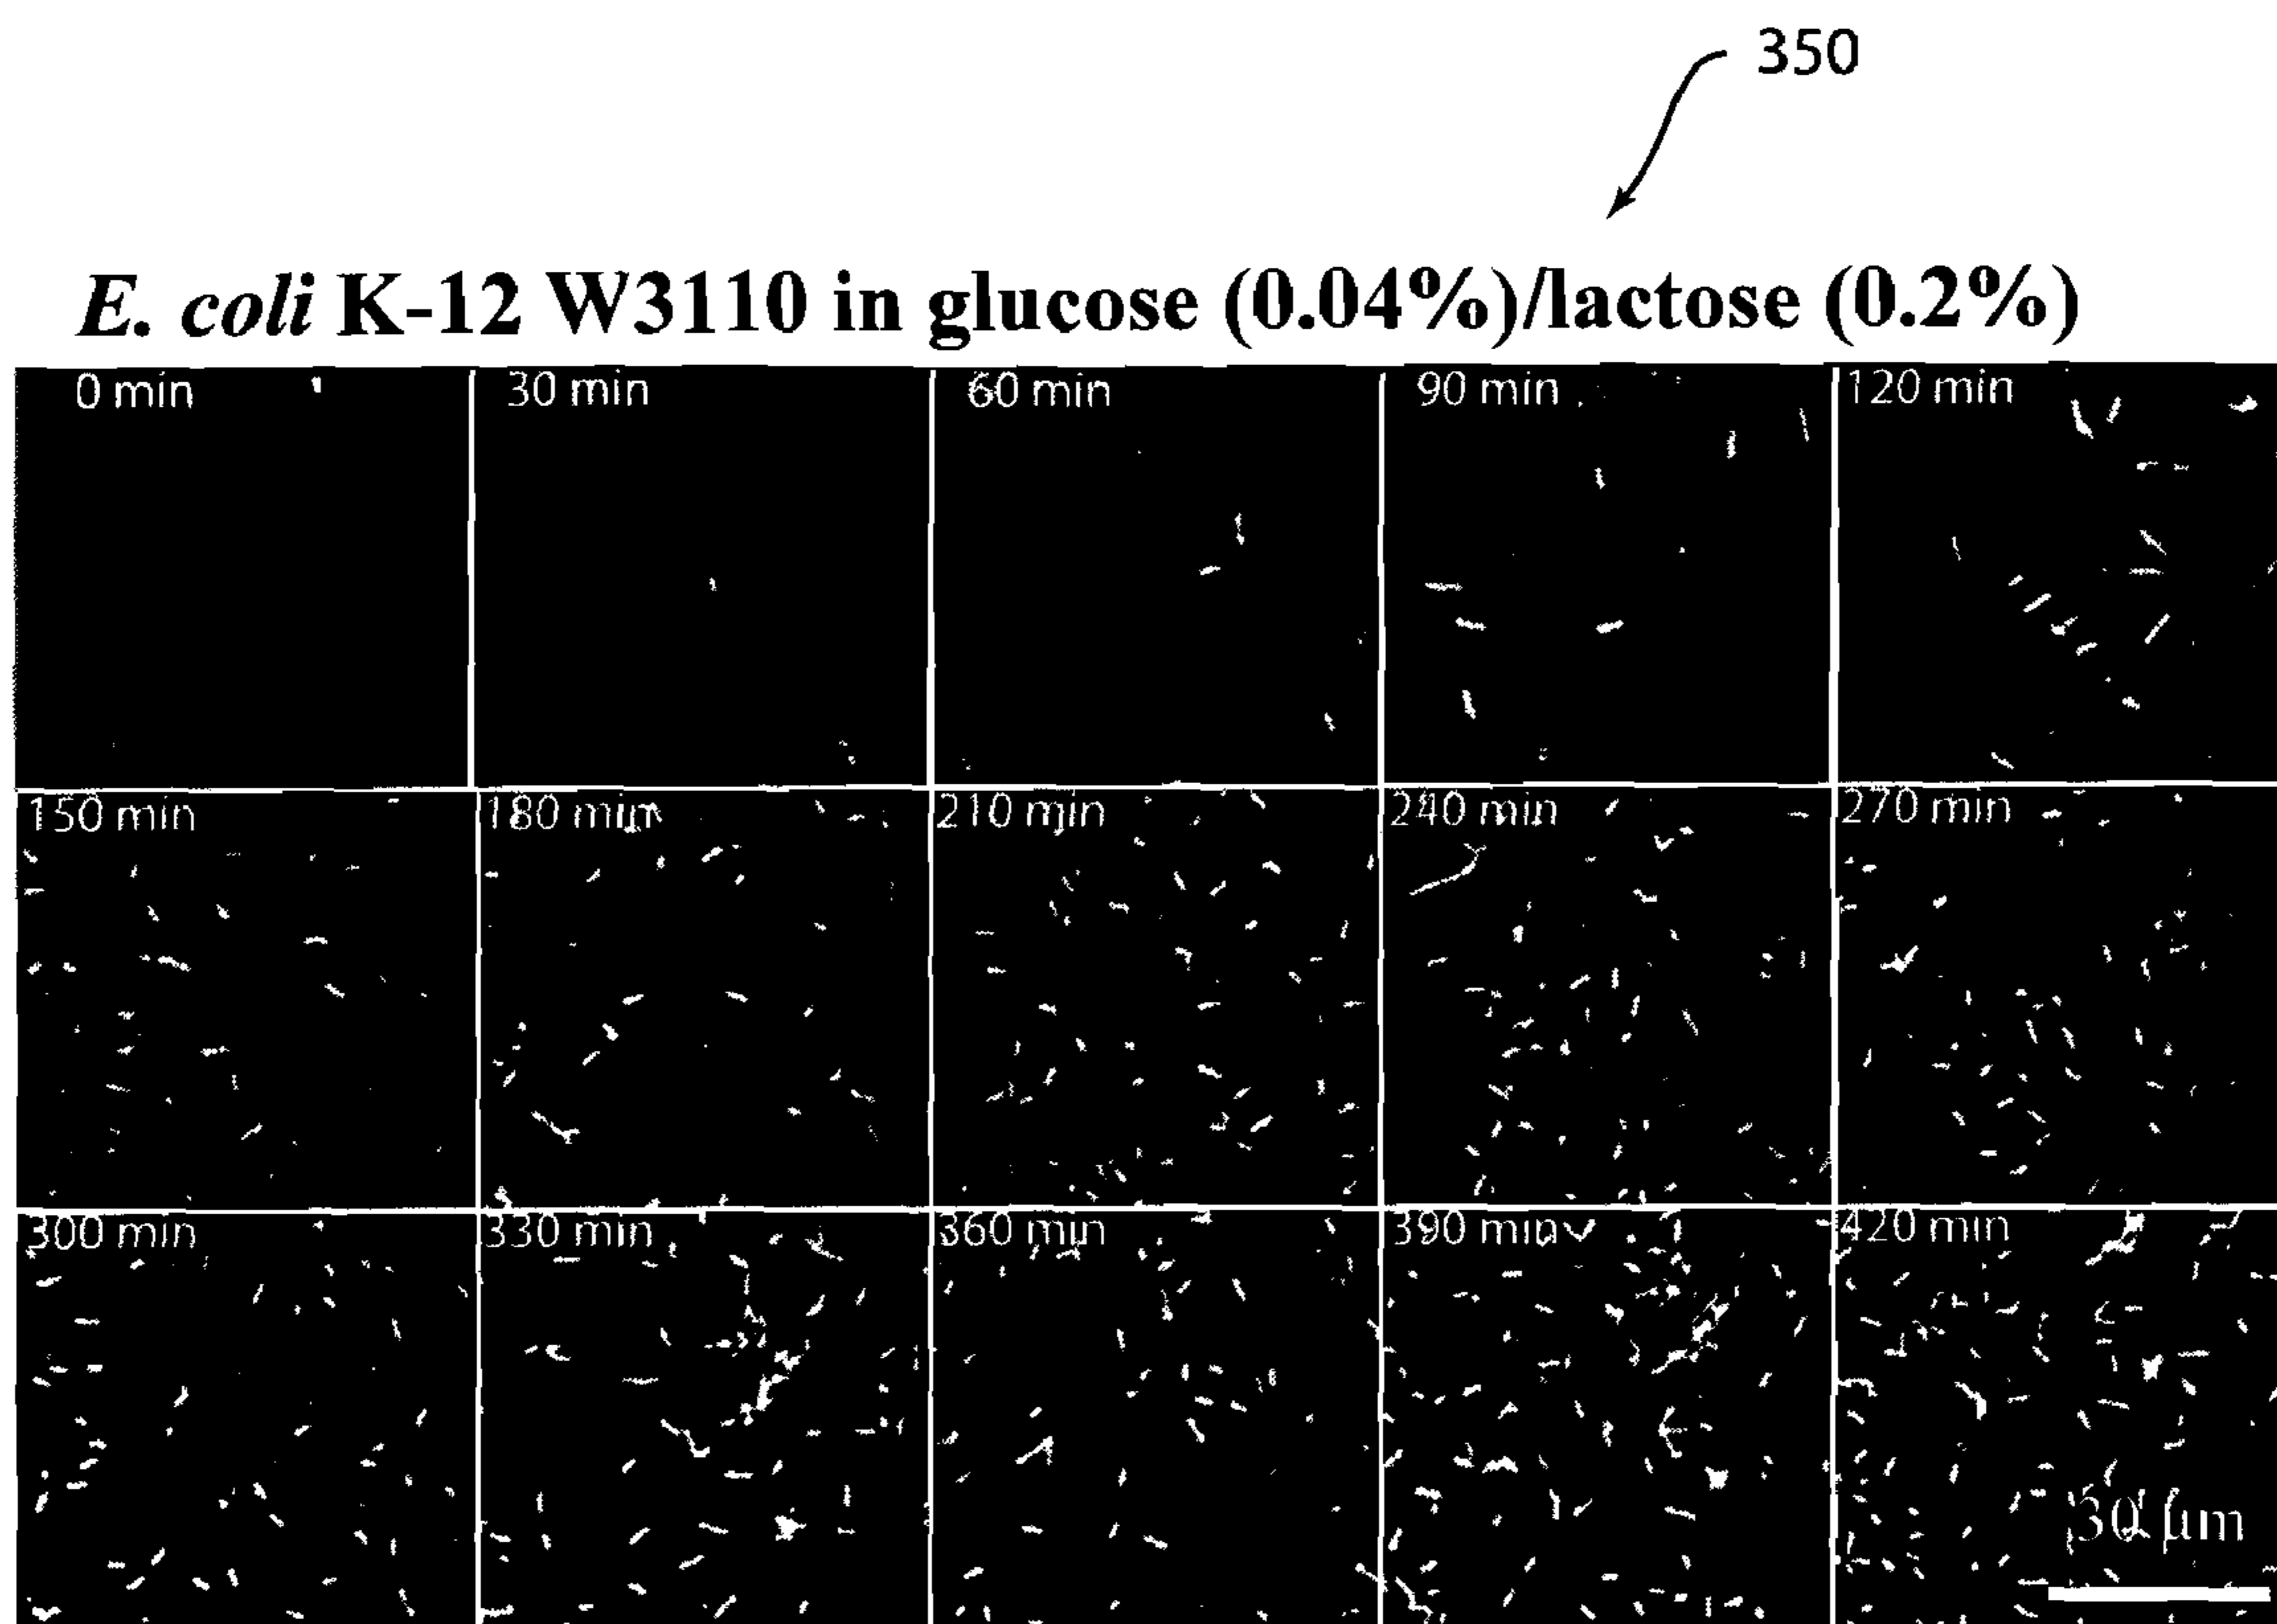 350
E. coli K-12 W3110 in glucose (0.04%)/lactose (0.2%)
0 min
30 min
60 min
90 min
120 min
150 min
180 min
210 min
240 min
270 min
300 min
330 min
360 min
390 min
420 min
50 µm